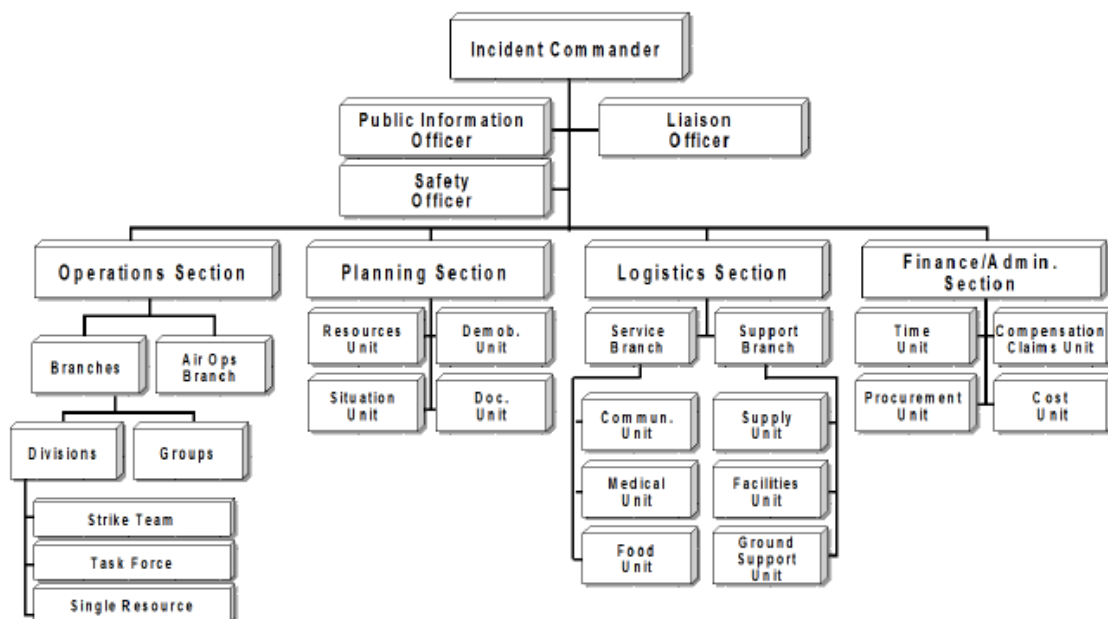 Incident Commander
Public Information
Officer
Liaison
Officer
Safety
Officer
Operations Section
Planning Section
Logistics Section
Finance/Admin.
Section
Branches
Air Ops
Branch
Resources
Unit
Demob.
Unit
Service
Branch
Support
Branch
Time
Unit
Compensation
Claims Unit
Situation
Unit
Doc.
Unit
Procurement
Unit
Cost
Unit
Divisions
Groups
Commun.
Unit
Supply
Unit
Strike Team
Medical
Unit
Facilities
Unit
Task Force
Food
Unit
Ground
Support
Unit
Single Resource